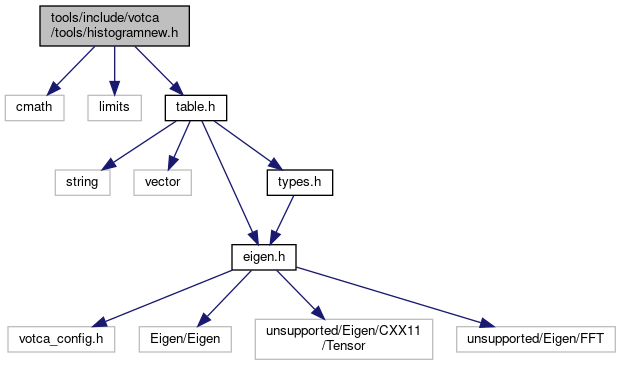 tools/include/votca
/tools/histogramnew.h
cmath
limits
table.h
string
vector
types.h
eigen.h
votca_config.h
Eigen/Eigen
unsupported/Eigen/CXX11
/Tensor
unsupported/Eigen/FFT